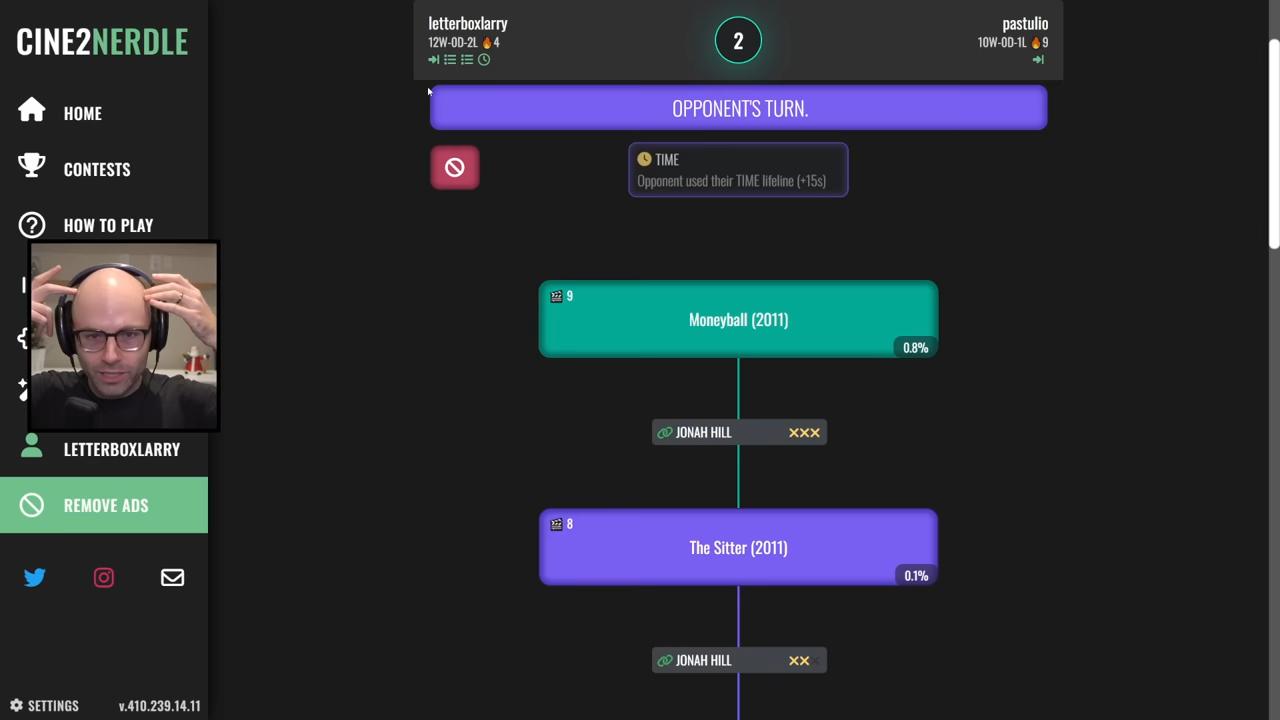 CINE2NERDLE
HOME
CONTESTS
HOW TO PLAY
LETTERBOXLARRY
REMOVE ADS
SETTINGS
v.410.239.14.11
letterboxlarry
12W-0D-2L 🔥4
2
pastulio
10W-0D-1L 🔥9
OPPONENT'S TURN.
TIME
Opponent used their TIME lifeline (+15s)
9
Moneyball (2011)
0.8%
JONAH HILL
8
The Sitter (2011)
0.1%
JONAH HILL